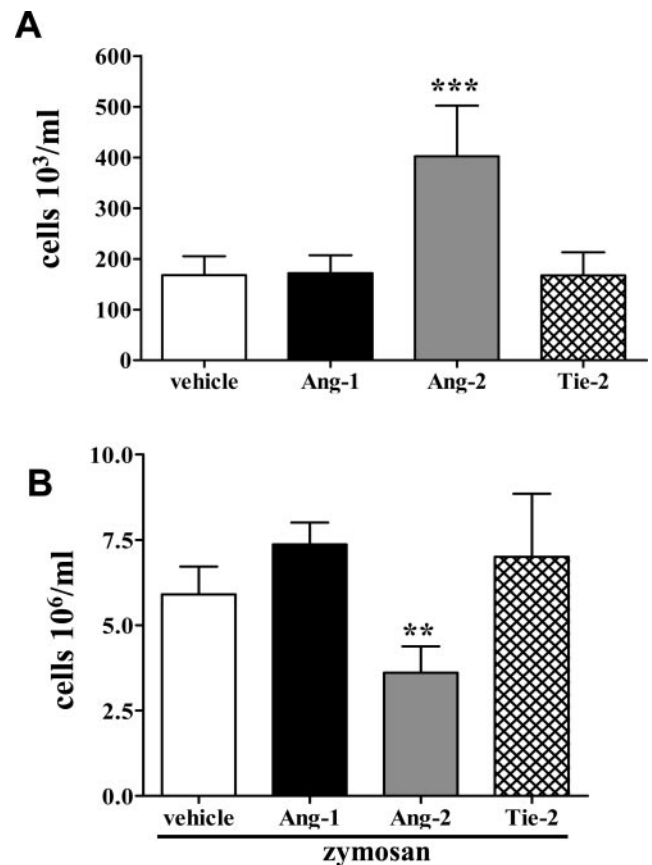 A
600
500
400
300
200
100
0
cells 10³/ml
***
vehicle Ang-1 Ang-2 Tie-2
B
10.0
7.5
5.0
2.5
0.0
cells 10⁶/ml
**
vehicle Ang-1 Ang-2 Tie-2
zymosan